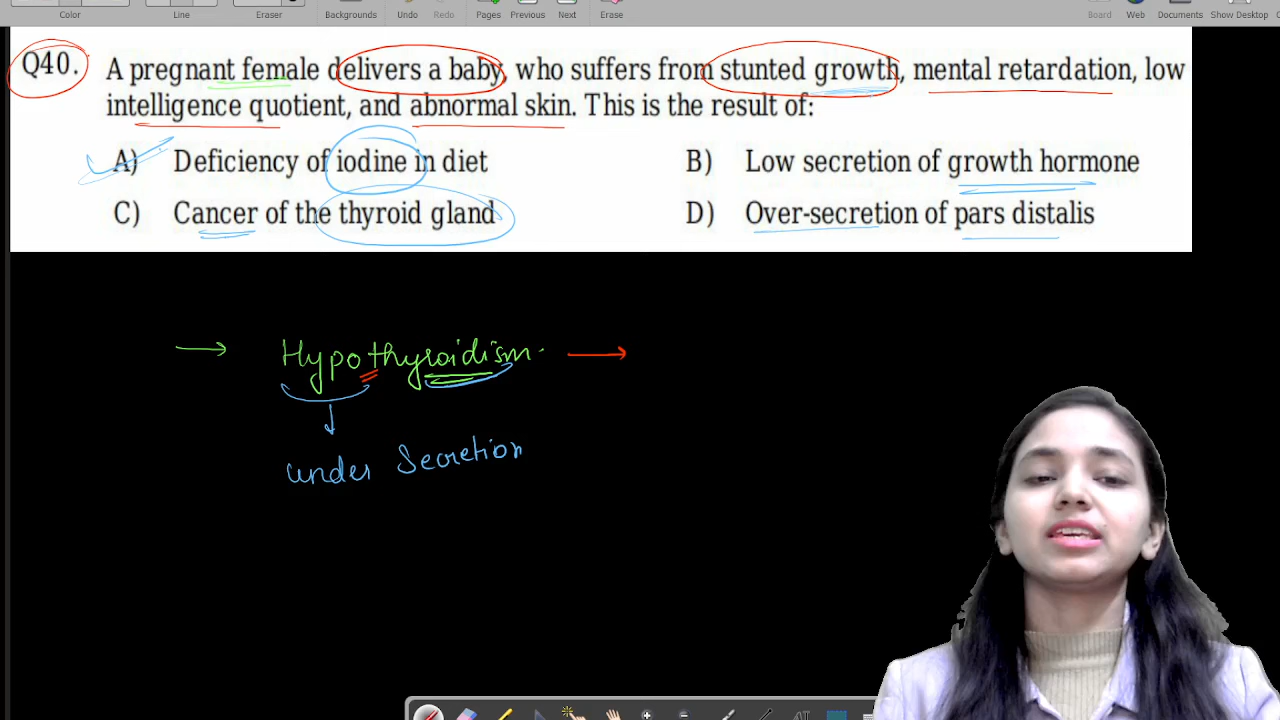 Color Line Eraser Backgrounds Undo Redo Pages Previous Next Erase Board Web Documents Show Desktop
Q40. A pregnant female delivers a baby, who suffers from stunted growth, mental retardation, low
intelligence quotient, and abnormal skin. This is the result of:
A) Deficiency of iodine in diet B) Low secretion of growth hormone
C) Cancer of the thyroid gland D) Over-secretion of pars distalis
Hypothyroidism.
under Secretion